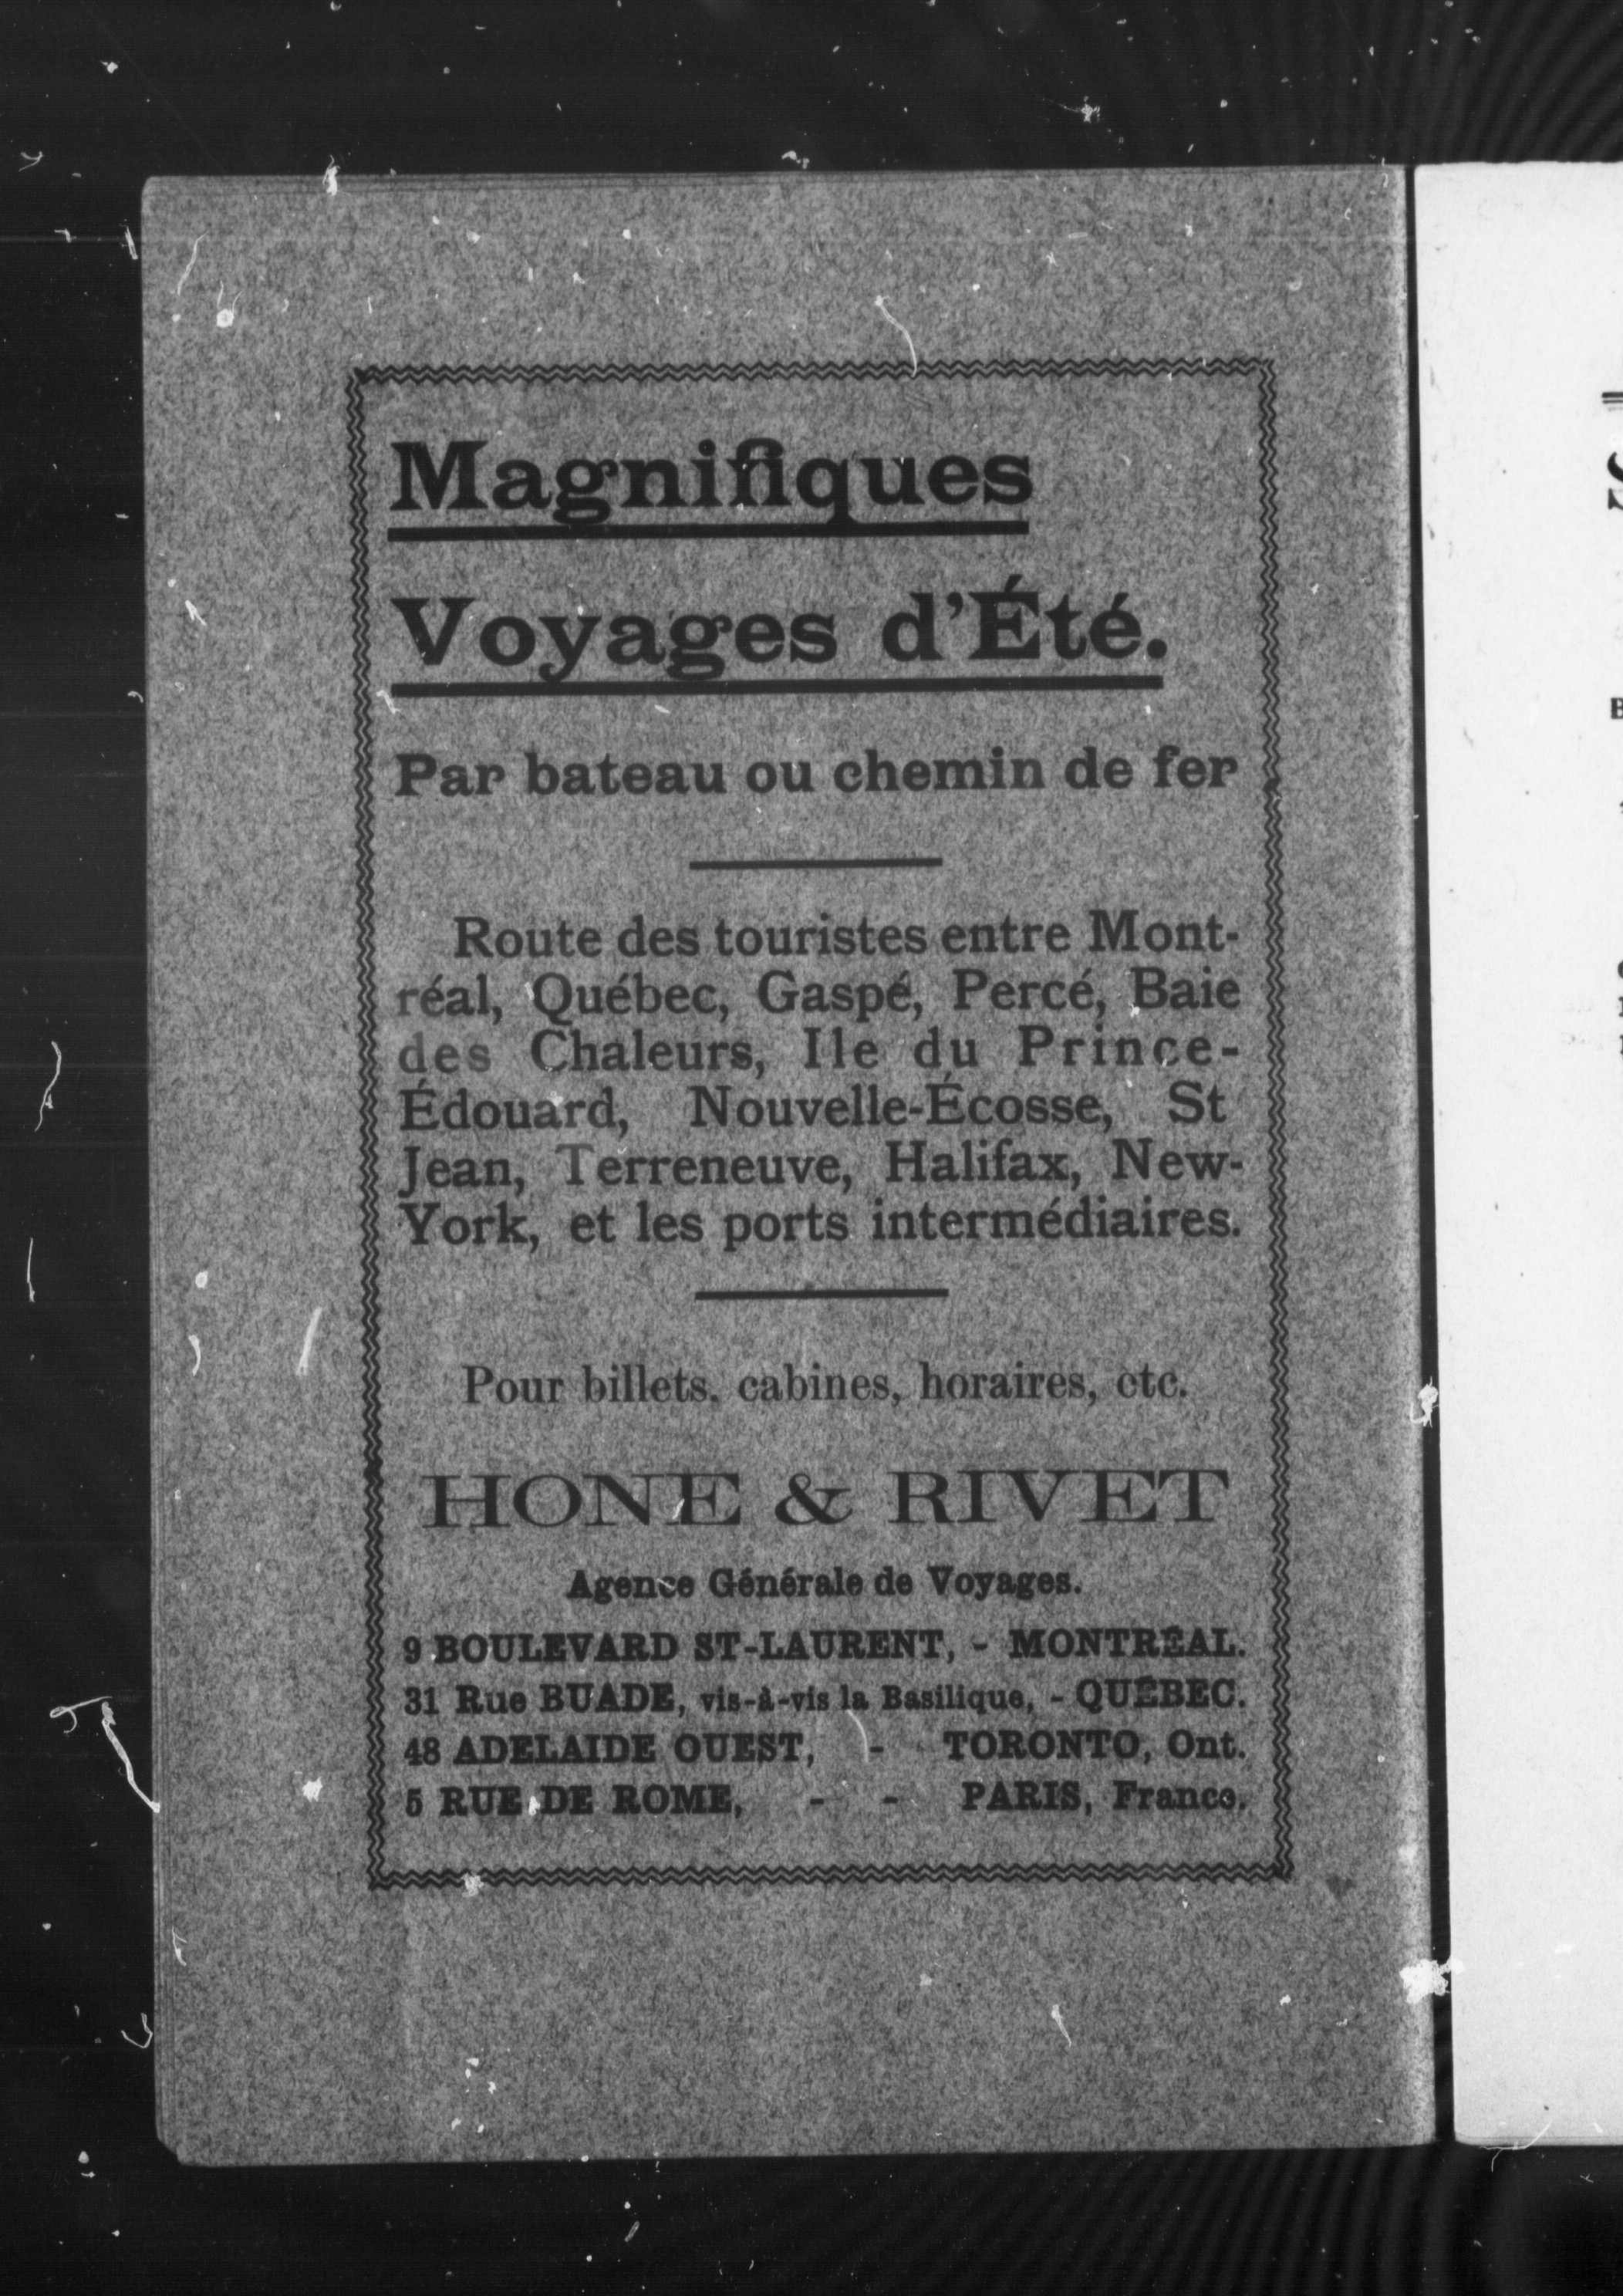 Magnifiques
Voyages d'Été.
Par bateau ou chemin de fer
Route des touristes entre Mont-
réal, Québec, Gaspé, Percé, Baie
des Chaleurs, Ile du Prince-
Édouard, Nouvelle-Écosse, St
Jean, Terreneuve, Halifax, New-
York, et les ports intermédiaires.
Pour billets. cabines, horaires, etc.
HONE & RIVET
Agence Générale de Voyages.
9 BOULEVARD ST-LAURENT, - MONTRÉAL.
31 Rue BUADE, vis-à-vis la Basilique, - QUÉBEC.
48 ADELAIDE OUEST, - TORONTO, Ont.
5 RUE DE ROME, - - PARIS, France.